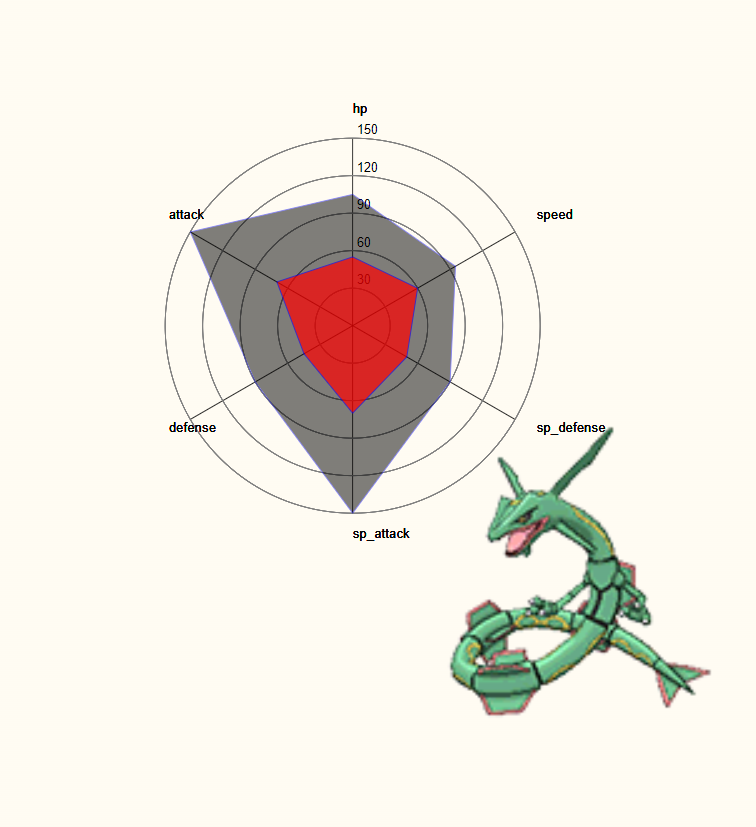 hp
150
120
attack
speed
90
60
30
defense
sp_defense
sp_attack